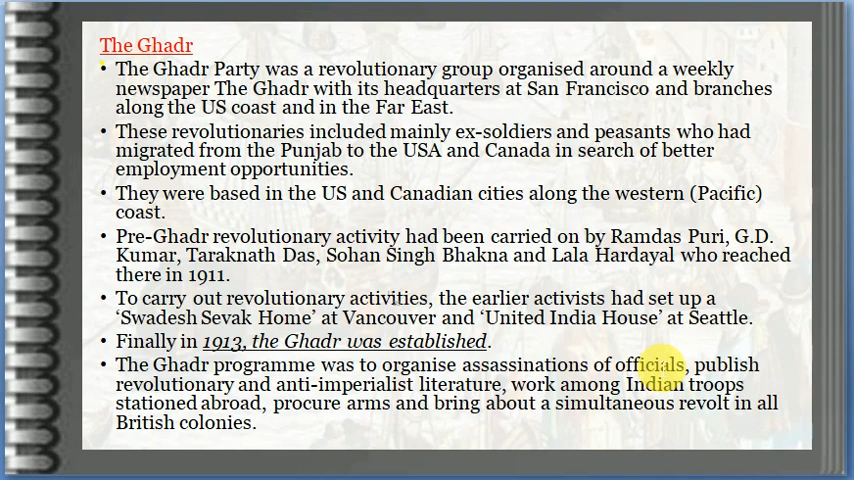 The Ghadr
• The Ghadr Party was a revolutionary group organised around a weekly
newspaper The Ghadr with its headquarters at San Francisco and branches
along the US coast and in the Far East.
• These revolutionaries included mainly ex-soldiers and peasants who had
migrated from the Punjab to the USA and Canada in search of better
employment opportunities.
• They were based in the US and Canadian cities along the western (Pacific)
coast.
• Pre-Ghadr revolutionary activity had been carried on by Ramdas Puri, G.D.
Kumar, Taraknath Das, Sohan Singh Bhakna and Lala Hardayal who reached
there in 1911.
• To carry out revolutionary activities, the earlier activists had set up a
‘Swadesh Sevak Home’ at Vancouver and ‘United India House’ at Seattle.
• Finally in 1913, the Ghadr was established.
• The Ghadr programme was to organise assassinations of officials, publish
revolutionary and anti-imperialist literature, work among Indian troops
stationed abroad, procure arms and bring about a simultaneous revolt in all
British colonies.